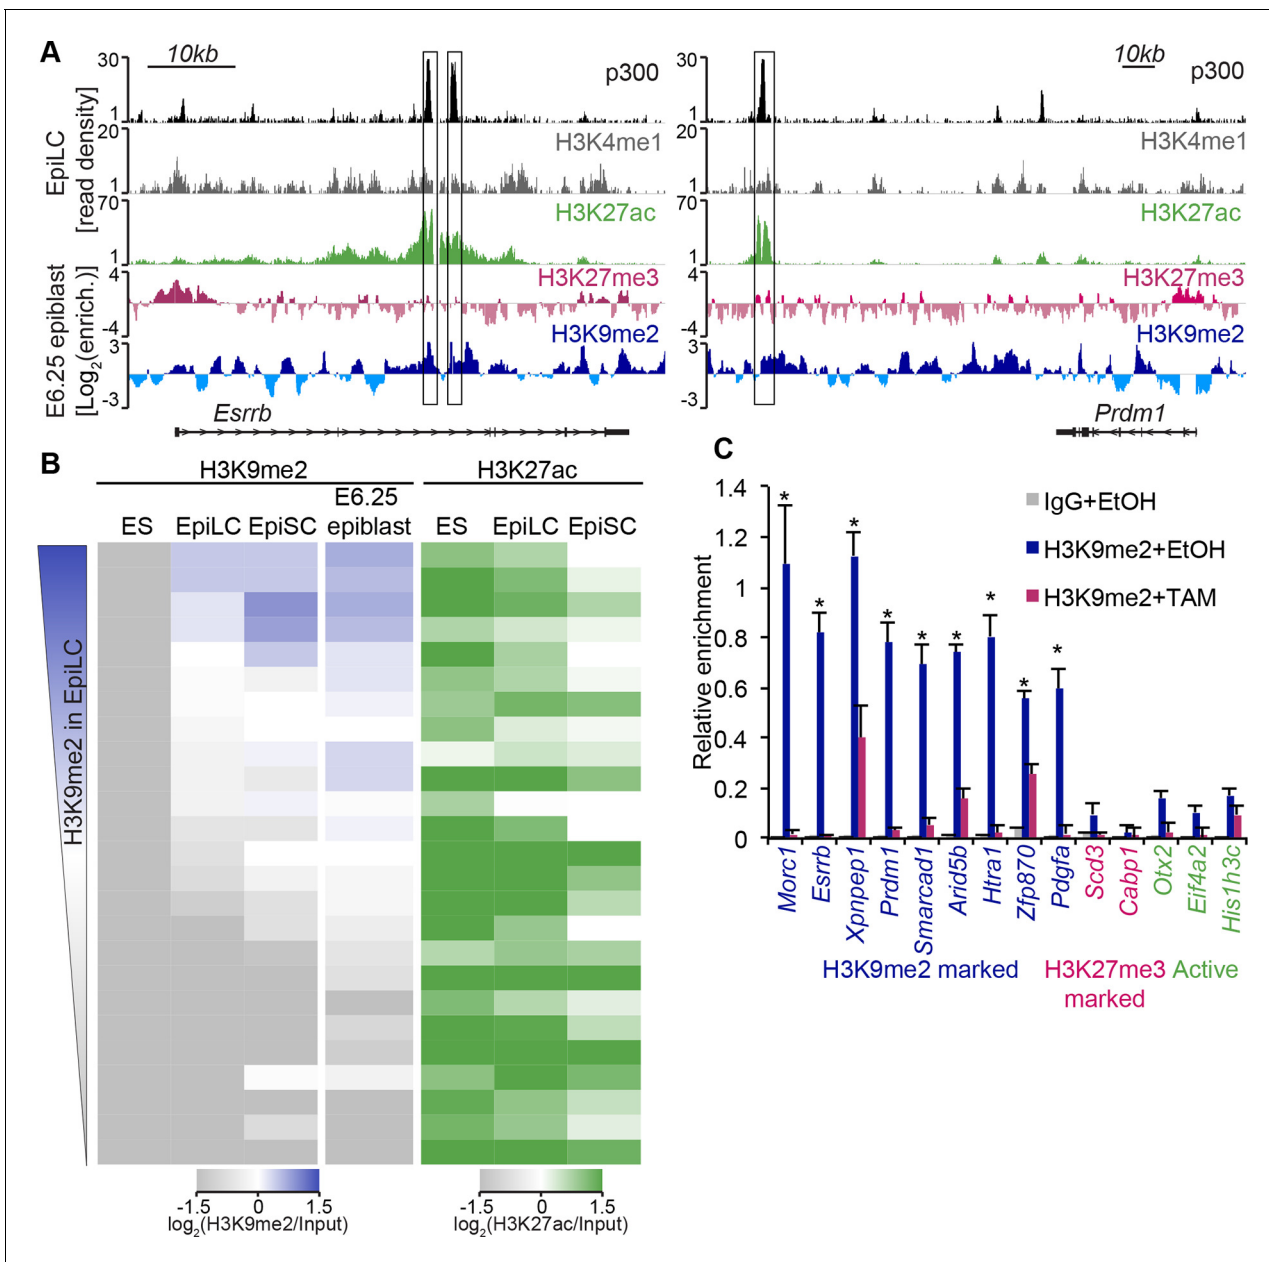 A
10kb
30
1
p300
20
1
H3K4me1
70
1
H3K27ac
4
-4
H3K27me3
3
-3
H3K9me2
EpiLC
[read density]
E6.25 epiblast
[Log2(enrich.)]
Esrrb
10kb
30
1
p300
20
1
H3K4me1
70
1
H3K27ac
4
-4
H3K27me3
3
-3
H3K9me2
Prdm1
B
H3K9me2
H3K27ac
ES
EpiLC
EpiSC
E6.25
epiblast
ES
EpiLC
EpiSC
H3K9me2 in EpiLC
-1.5 0 1.5
log2(H3K9me2/Input)
-1.5 0 1.5
log2(H3K27ac/Input)
C
Relative enrichment
1.4
1.2
1
0.8
0.6
0.4
0.2
0
* * * * * * * * *
IgG+EtOH
H3K9me2+EtOH
H3K9me2+TAM
Morc1
Esrrb
Xpnpep1
Prdm1
Smarcad1
Arid5b
Htra1
Zfp870
Pdgfa
Scd3
Cabp1
Otx2
Eif4a2
His1h3c
H3K9me2 marked
H3K27me3
marked
Active